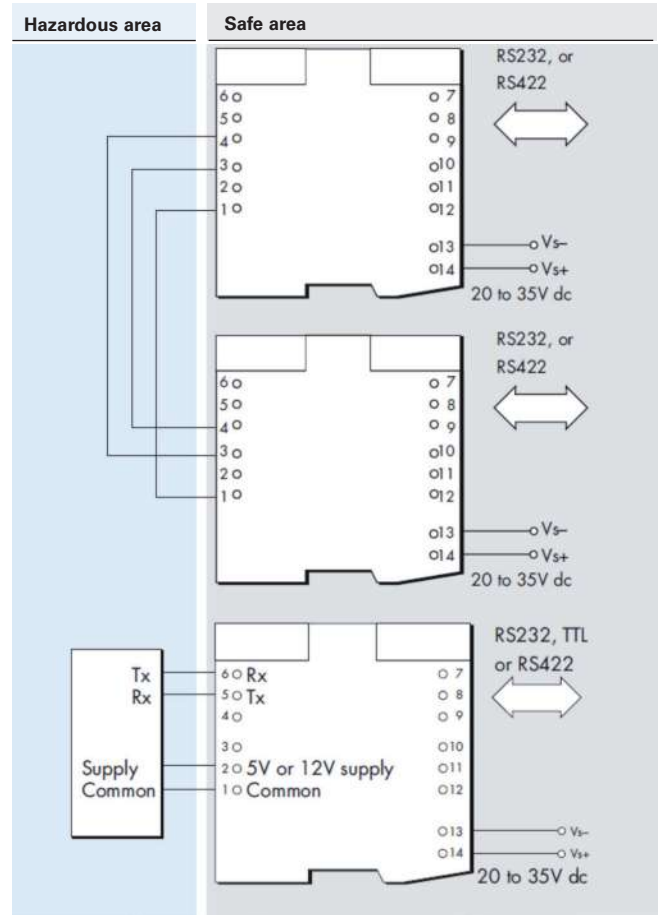 Hazardous area
Safe area
RS232, or
RS422
6
5
4
3
2
1
7
8
9
10
11
12
13
14
Vs–
Vs+
20 to 35V dc
RS232, or
RS422
6
5
4
3
2
1
7
8
9
10
11
12
13
14
Vs–
Vs+
20 to 35V dc
RS232, TTL
or RS422
Tx
Rx
Supply
Common
6 Rx
5 Tx
4
3
2 5V or 12V supply
1 Common
7
8
9
10
11
12
13
14
Vs–
Vs+
20 to 35V dc